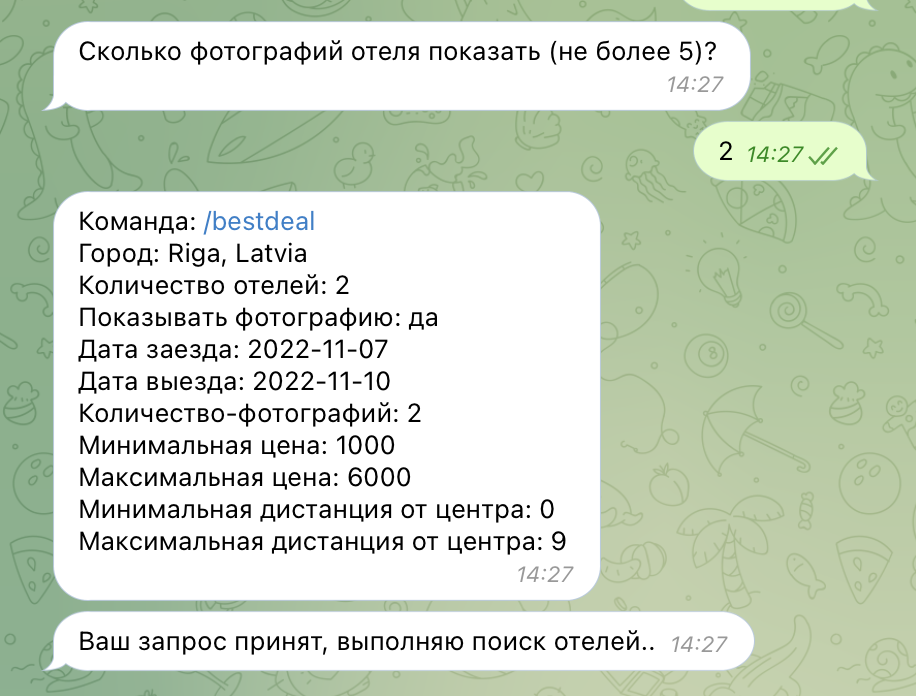 Сколько фотографий отеля показать (не более 5)?
14:27
2 14:27
Команда: /bestdeal
Город: Riga, Latvia
Количество отелей: 2
Показывать фотографию: да
Дата заезда: 2022-11-07
Дата выезда: 2022-11-10
Количество-фотографий: 2
Минимальная цена: 1000
Максимальная цена: 6000
Минимальная дистанция от центра: 0
Максимальная дистанция от центра: 9
14:27
Ваш запрос принят, выполняю поиск отелей.. 14:27